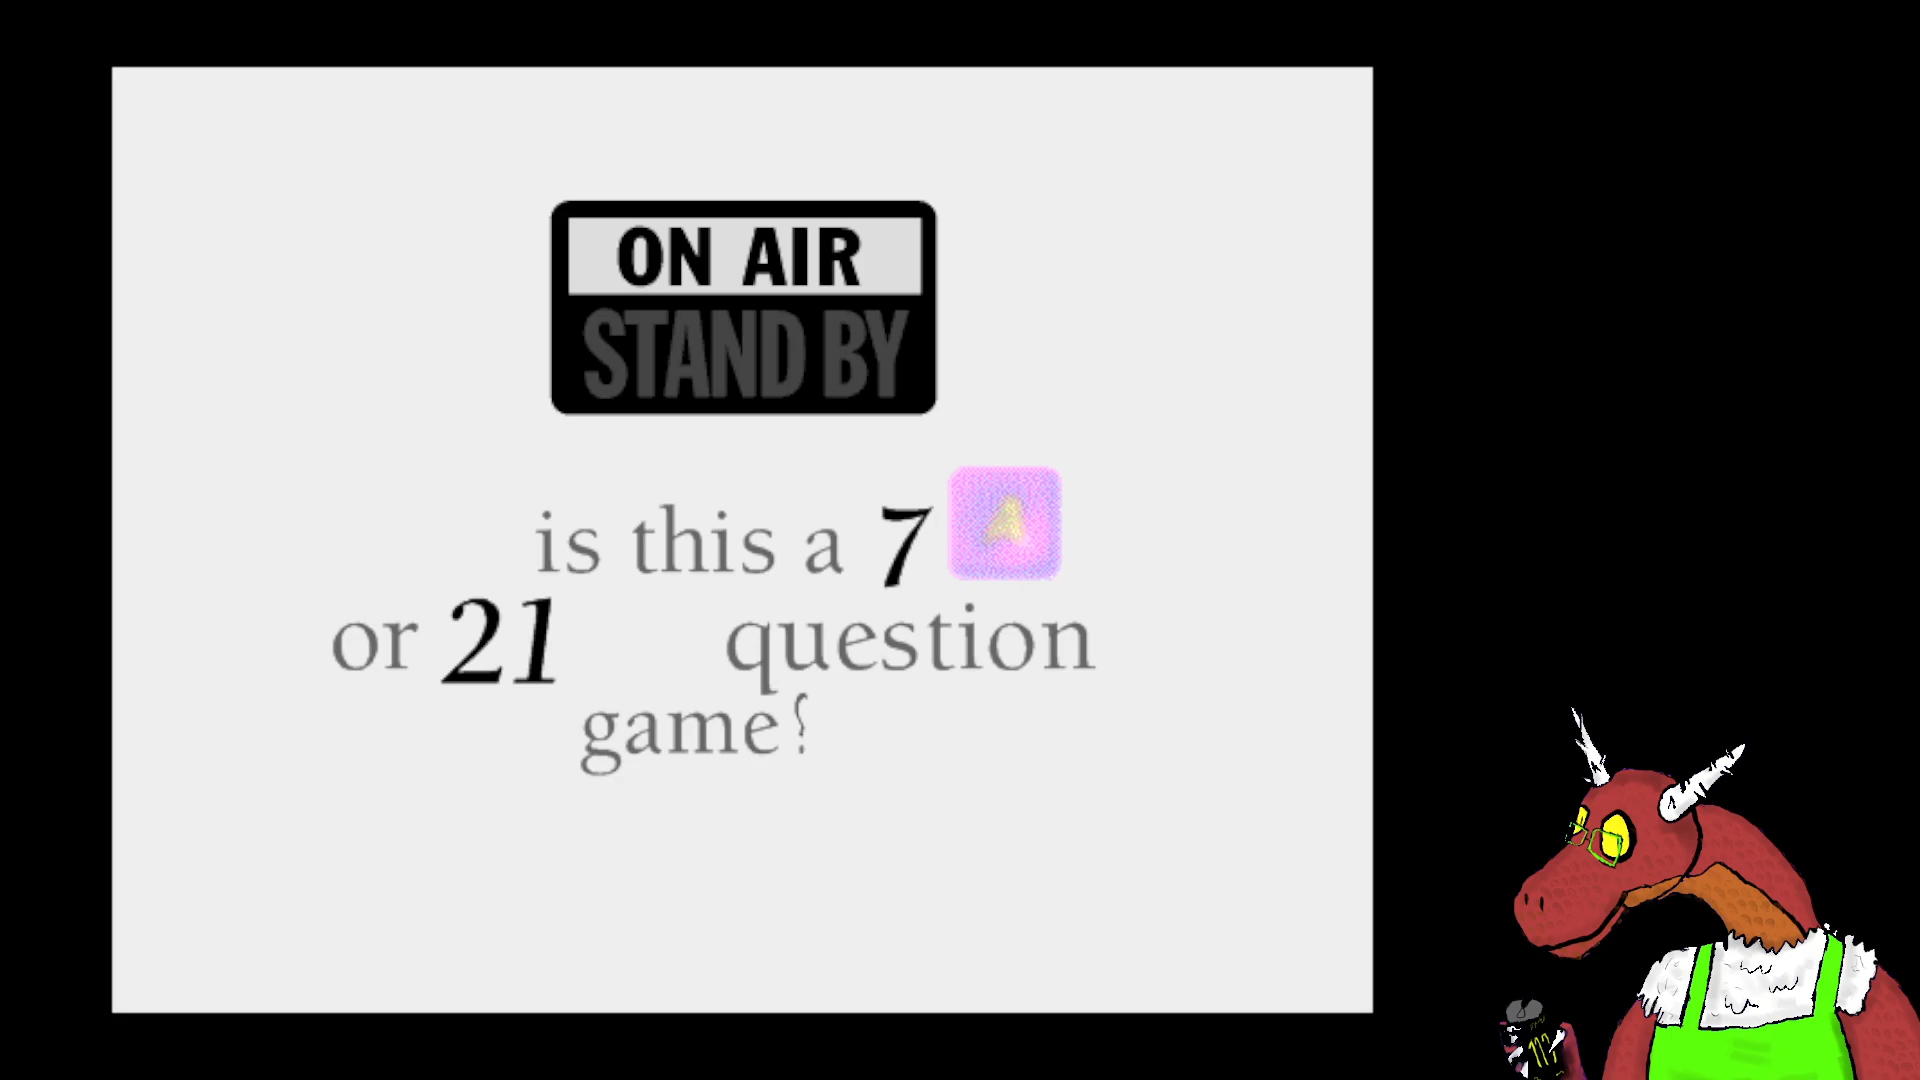 ON AIR
STAND BY
is this a 7 A
or 21 question
game?